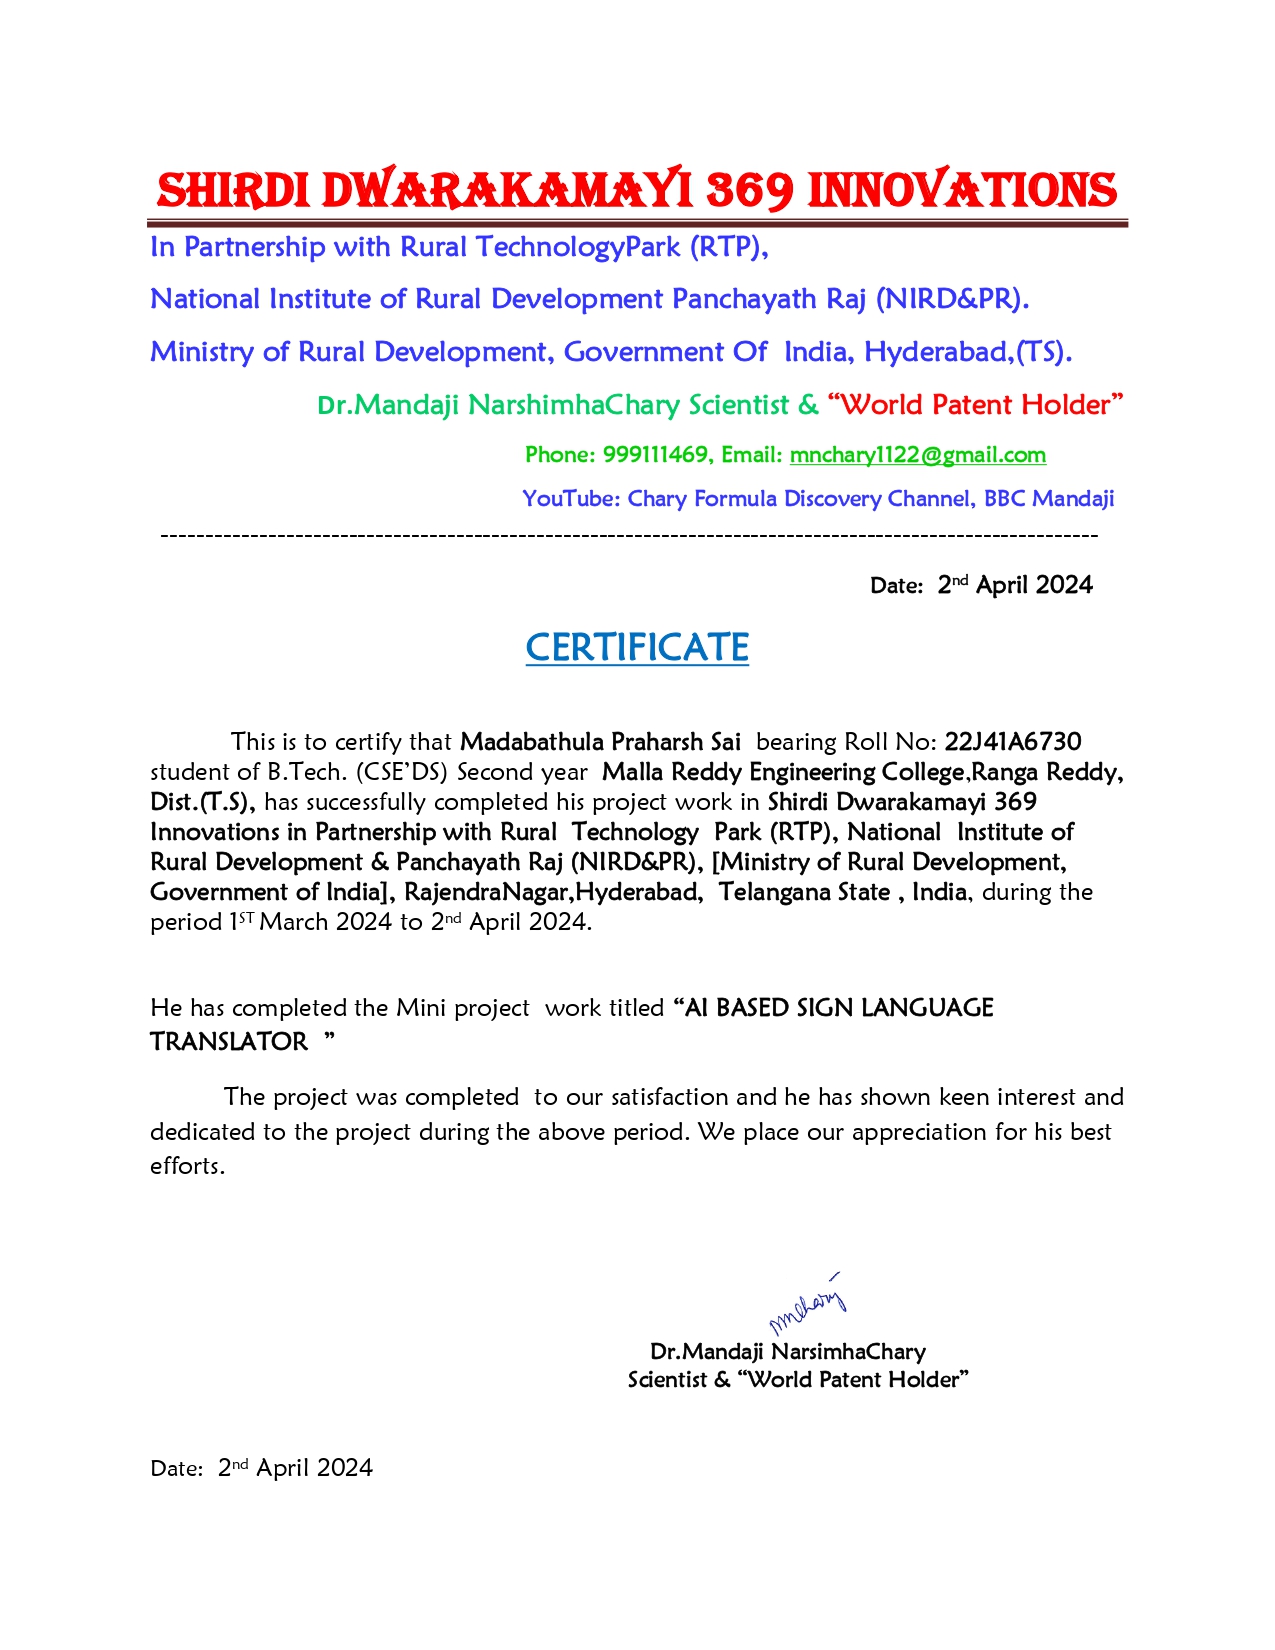 SHIRDI DWARAKAMAYI 369 INNOVATIONS
In Partnership with Rural TechnologyPark (RTP),
National Institute of Rural Development Panchayath Raj (NIRD&PR).
Ministry of Rural Development, Government Of India, Hyderabad,(TS).
Dr.Mandaji NarshimhaChary Scientist & “World Patent Holder”
Phone: 999111469, Email: mnchary1122@gmail.com
YouTube: Chary Formula Discovery Channel, BBC Mandaji
--------------------------------------------------------------------------------------------------------
Date: 2nd April 2024
CERTIFICATE
This is to certify that Madabathula Praharsh Sai bearing Roll No: 22J41A6730
student of B.Tech. (CSE’DS) Second year Malla Reddy Engineering College,Ranga Reddy,
Dist.(T.S), has successfully completed his project work in Shirdi Dwarakamayi 369
Innovations in Partnership with Rural Technology Park (RTP), National Institute of
Rural Development & Panchayath Raj (NIRD&PR), [Ministry of Rural Development,
Government of India], RajendraNagar,Hyderabad, Telangana State , India, during the
period 1ST March 2024 to 2nd April 2024.
He has completed the Mini project work titled “AI BASED SIGN LANGUAGE
TRANSLATOR ”
The project was completed to our satisfaction and he has shown keen interest and
dedicated to the project during the above period. We place our appreciation for his best
efforts.
mnchary
Dr.Mandaji NarsimhaChary
Scientist & “World Patent Holder”
Date: 2nd April 2024